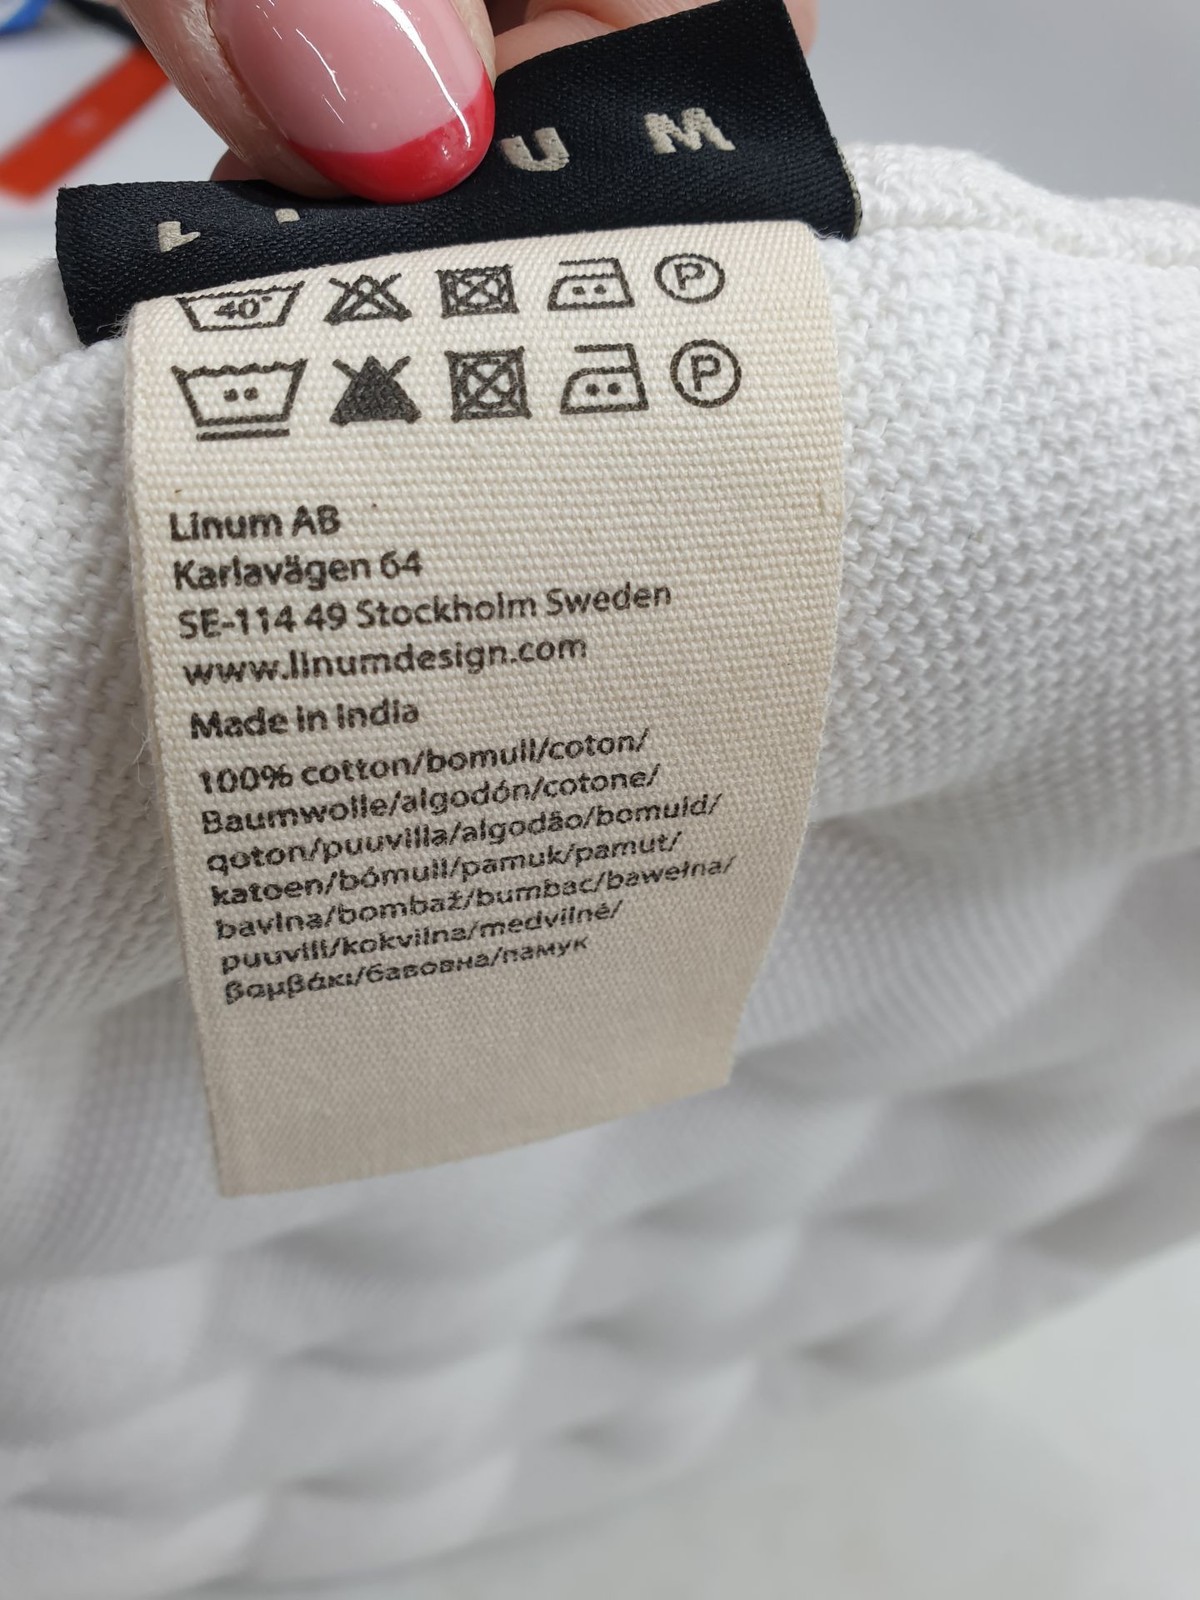 L I U M
40°
P
P
Linum AB
Karlavägen 64
SE-114 49 Stockholm Sweden
www.linumdesign.com
Made in India
100% cotton/bomull/coton/
Baumwolle/algodón/cotone/
qoton/puuvilla/algodão/bomuld/
katoen/bómull/pamuk/pamut/
bavlna/bombaž/bumbac/bawełna/
puuvill/kokvilna/medvilnė/
βαμβάκι/бавовна/памук